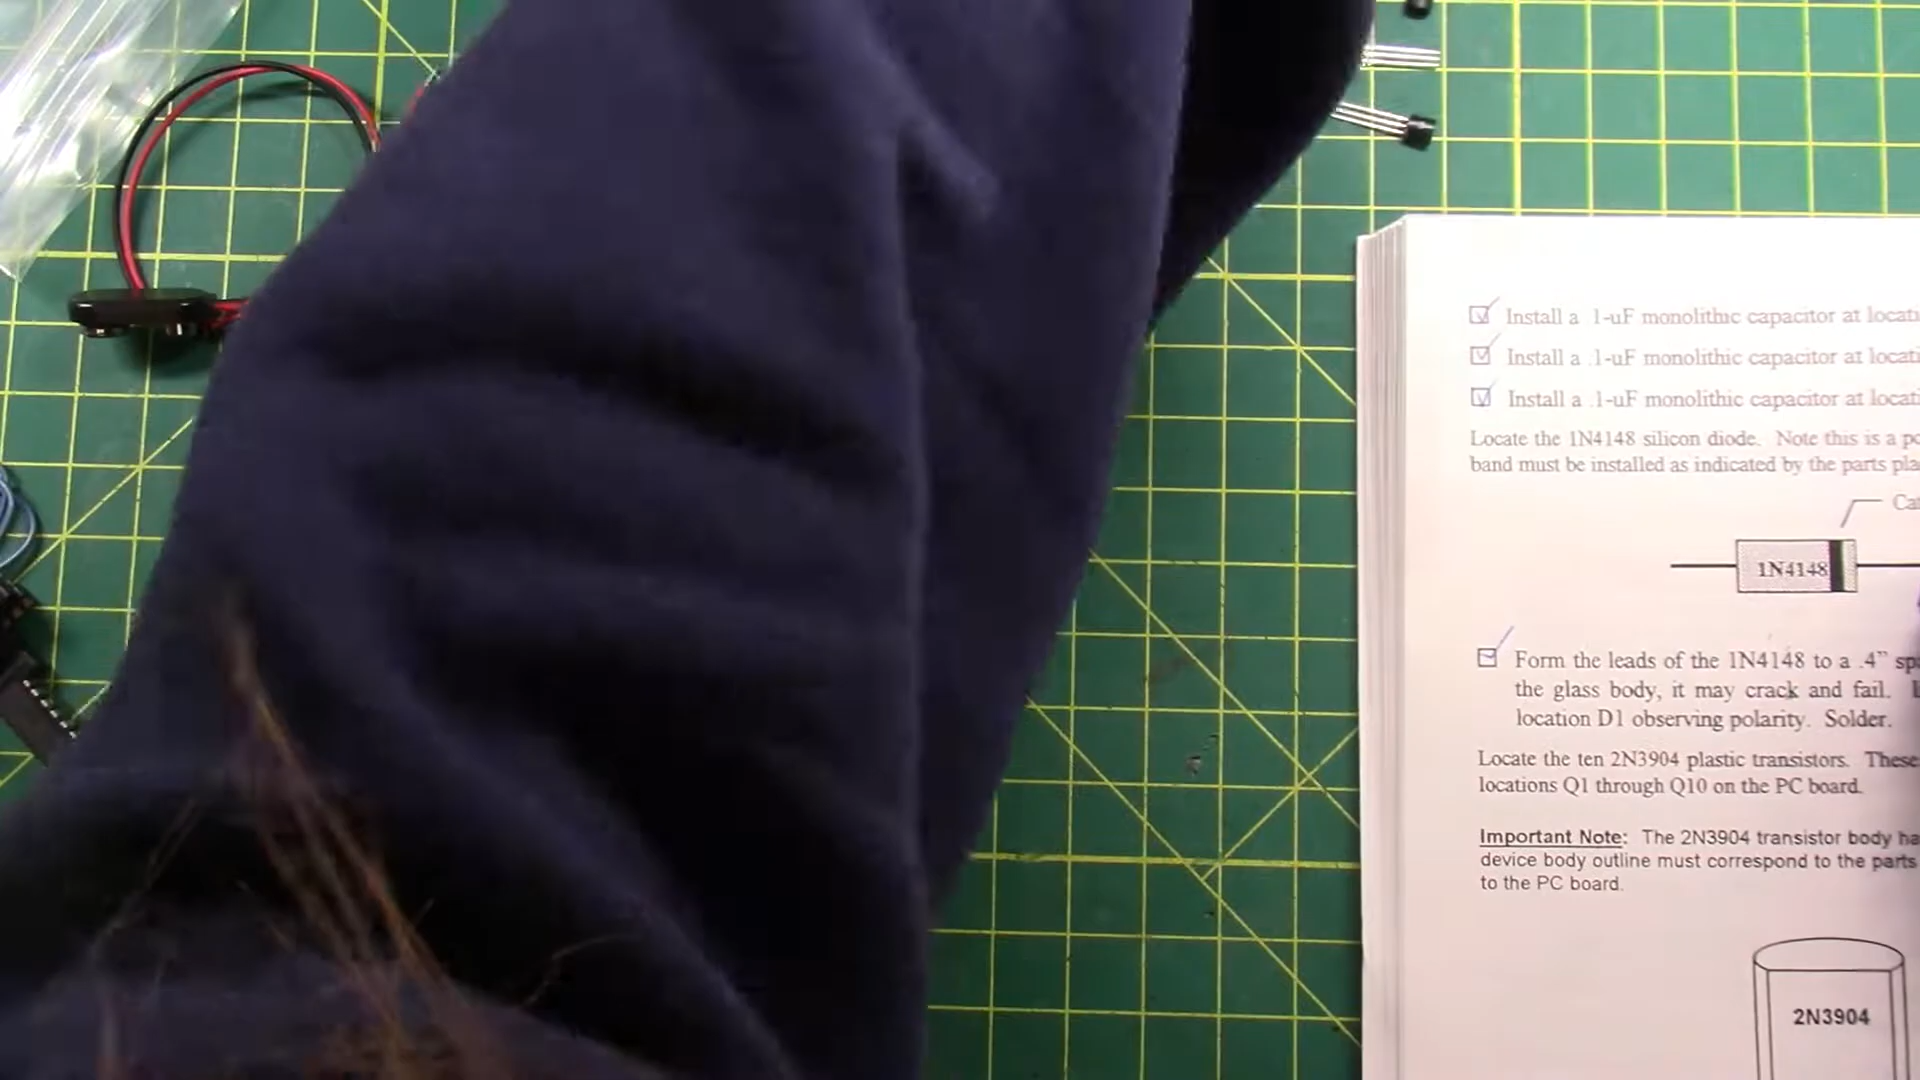 Install a .1-uF monolithic capacitor at
Install a .1-uF monolithic capacitor at
Install a .1-uF monolithic capacitor at
Locate the 1N4148 silicon diode. Note this is a
band must be installed as indicated by the parts
1N4148
Form the leads of the 1N4148 to a .4"
the glass body, it may crack and fail.
location D1 observing polarity. Solder.
Locate the ten 2N3904 plastic transistors. These
locations Q1 through Q10 on the PC board.
Important Note: The 2N3904 transistor body
device body outline must correspond to the parts
to the PC board.
2N3904